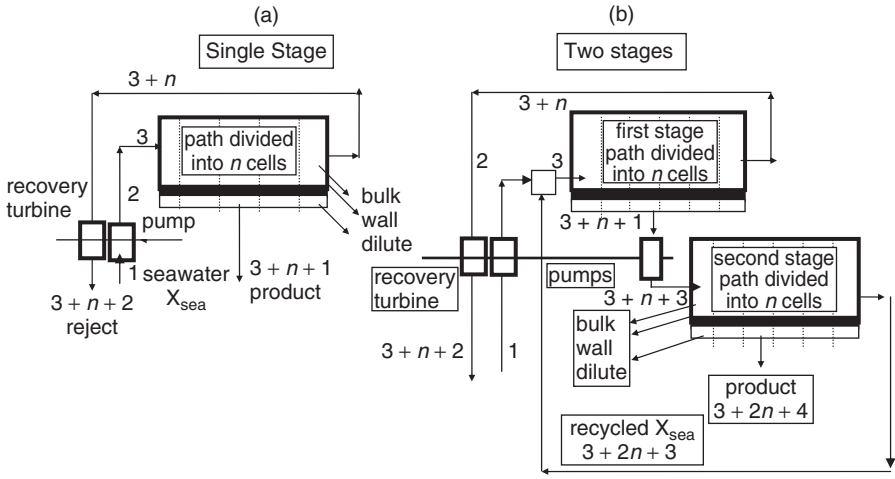 (a)
Single Stage
3 + n
3
path divided
into n cells
2
recovery
turbine
pump
bulk
wall
dilute
1
seawater
X_sea
3 + n + 1
product
3 + n + 2
reject
(b)
Two stages
3 + n
2
3
first stage
path divided
into n cells
3 + n + 1
recovery
turbine
pumps
3 + n + 3
second stage
path divided
into n cells
bulk
wall
dilute
3 + n + 2
1
product
3 + 2n + 4
recycled X_sea
3 + 2n + 3